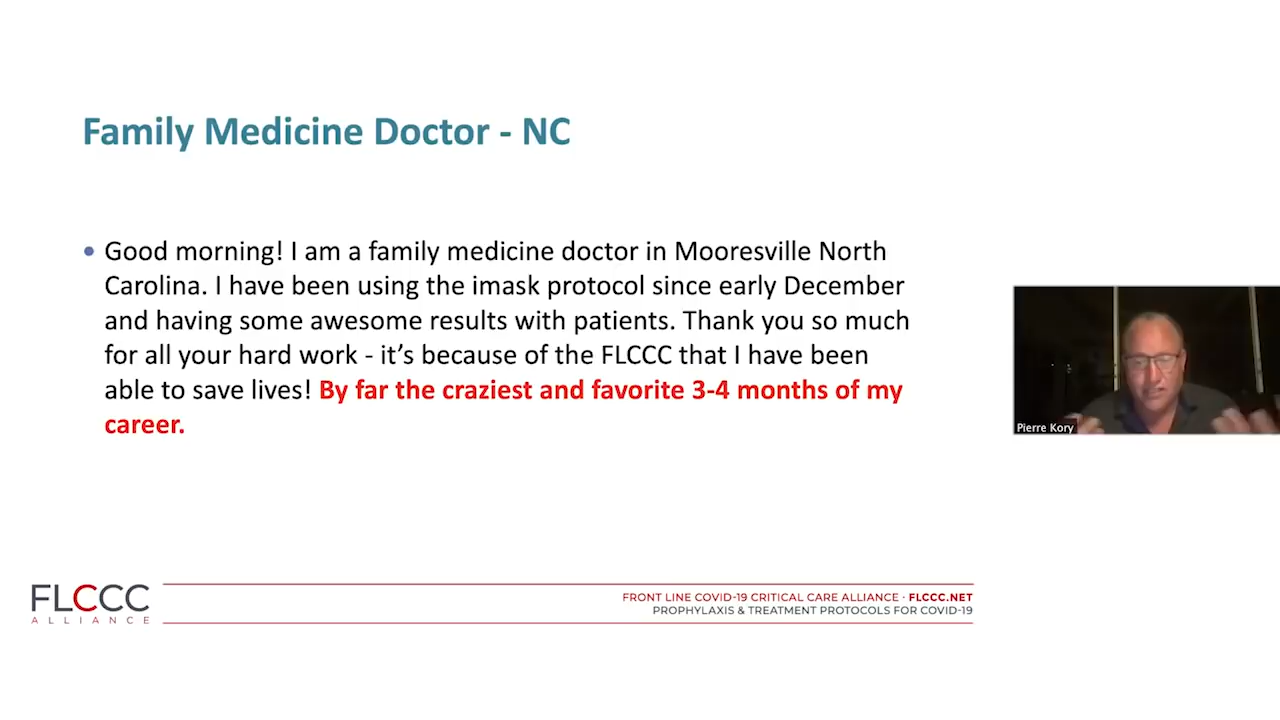 Family Medicine Doctor - NC
• Good morning! I am a family medicine doctor in Mooresville North
Carolina. I have been using the imask protocol since early December
and having some awesome results with patients. Thank you so much
for all your hard work - it's because of the FLCCC that I have been
able to save lives! By far the craziest and favorite 3-4 months of my
career.
Pierre Kory
FLCCC
ALLIANCE
FRONT LINE COVID-19 CRITICAL CARE ALLIANCE · FLCCC.NET
PROPHYLAXIS & TREATMENT PROTOCOLS FOR COVID-19